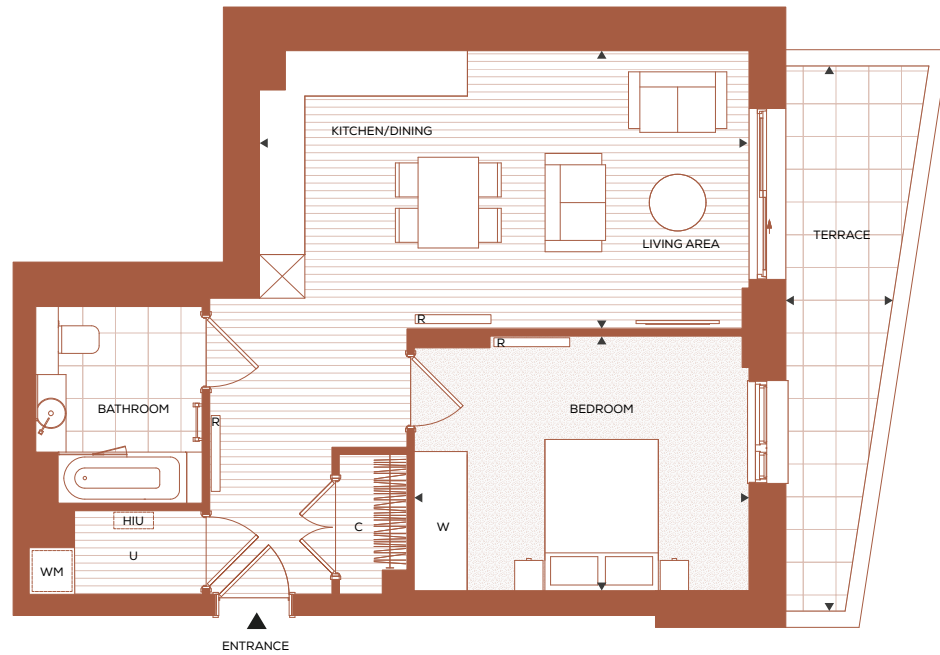 KITCHEN/DINING
TERRACE
LIVING AREA
R
R
BATHROOM
BEDROOM
R
HIU
C
W
U
WM
ENTRANCE